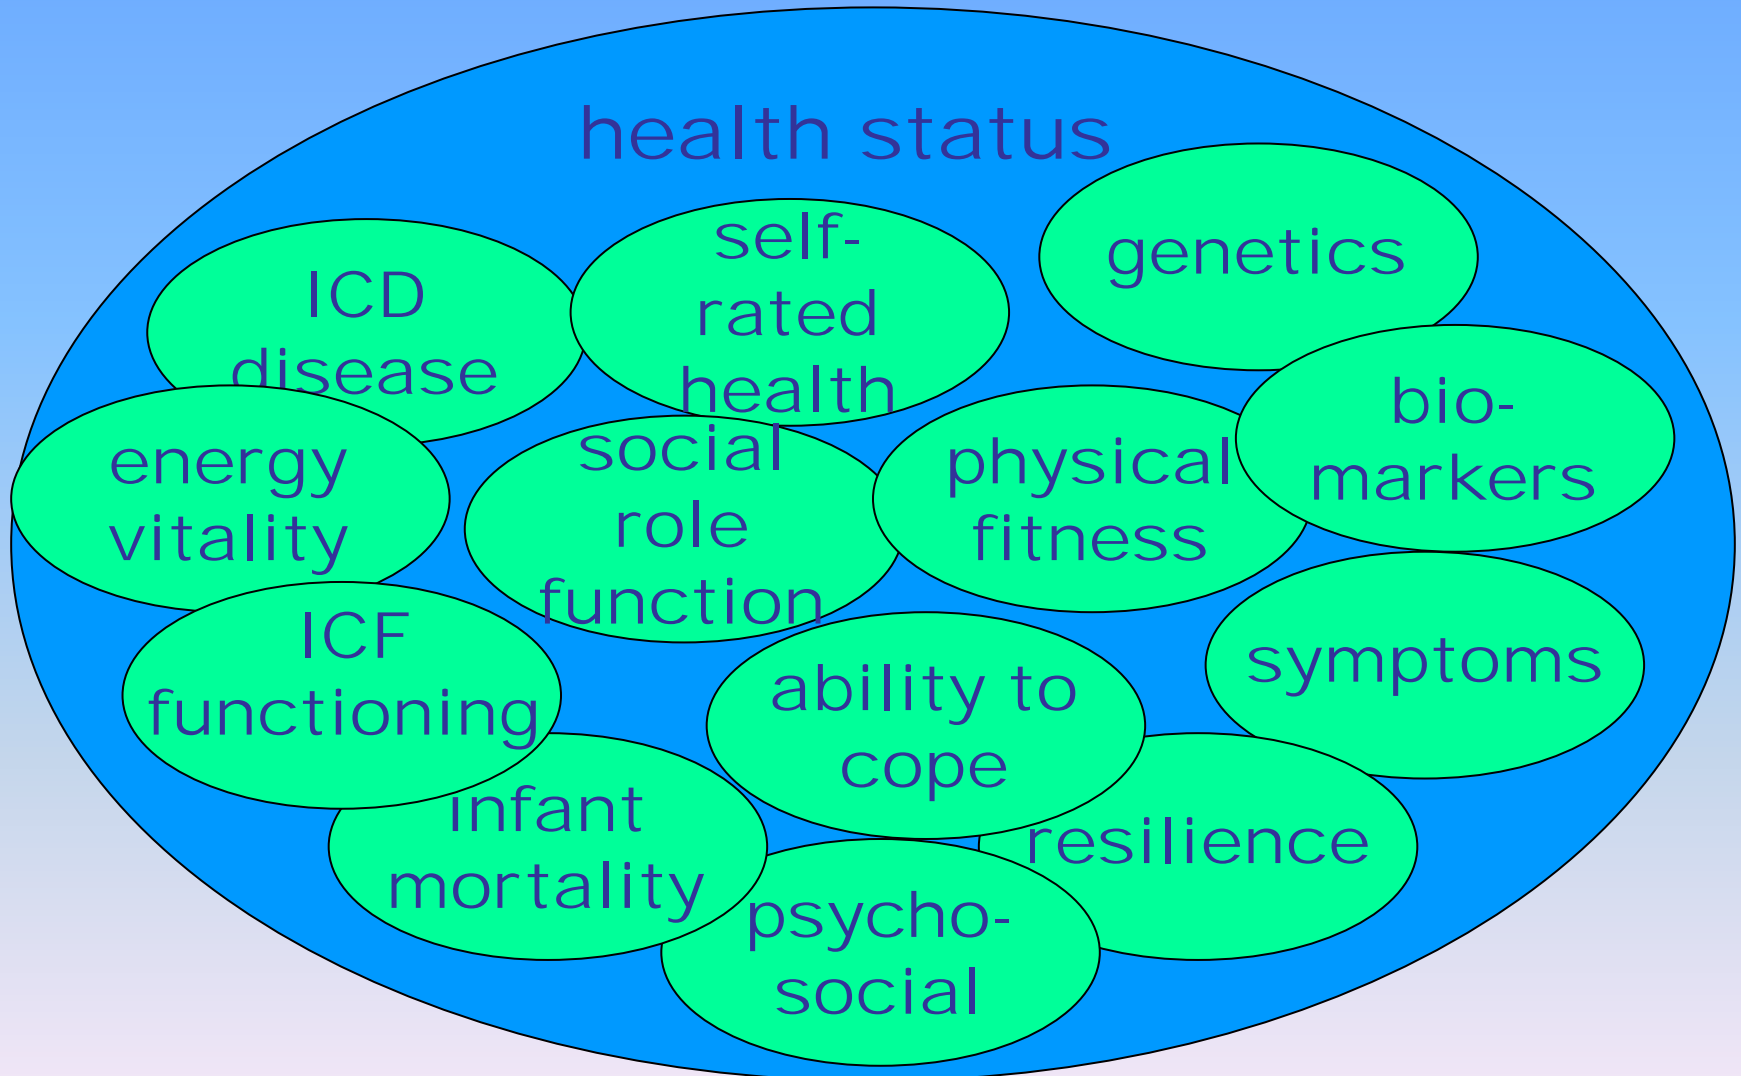 health status
self-
rated
health
genetics
ICD
disease
bio-
markers
energy
vitality
social
role
function
physical
fitness
ICF
functioning
ability to
cope
symptoms
infant
mortality
resilience
psycho-
social